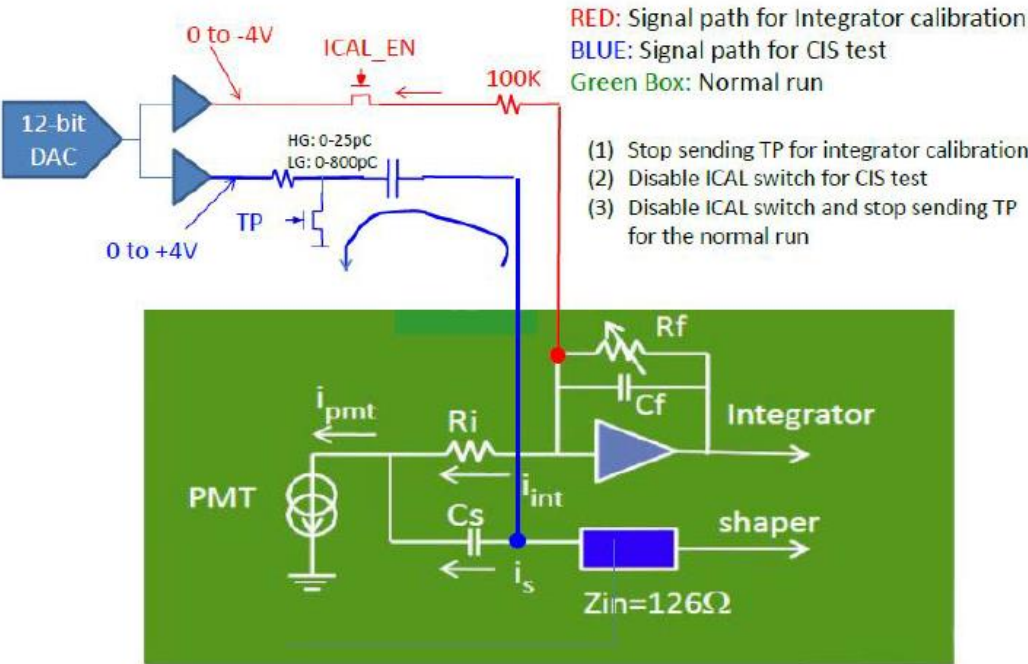 RED: Signal path for Integrator calibration
BLUE: Signal path for CIS test
Green Box: Normal run
0 to -4V
ICAL_EN
100K
12-bit
DAC
HG: 0-25pC
LG: 0-800pC
TP
0 to +4V
(1) Stop sending TP for integrator calibration
(2) Disable ICAL switch for CIS test
(3) Disable ICAL switch and stop sending TP
for the normal run
Rf
Cf
Integrator
ipmt
Ri
iint
PMT
Cs
is
shaper
Zin=126Ω